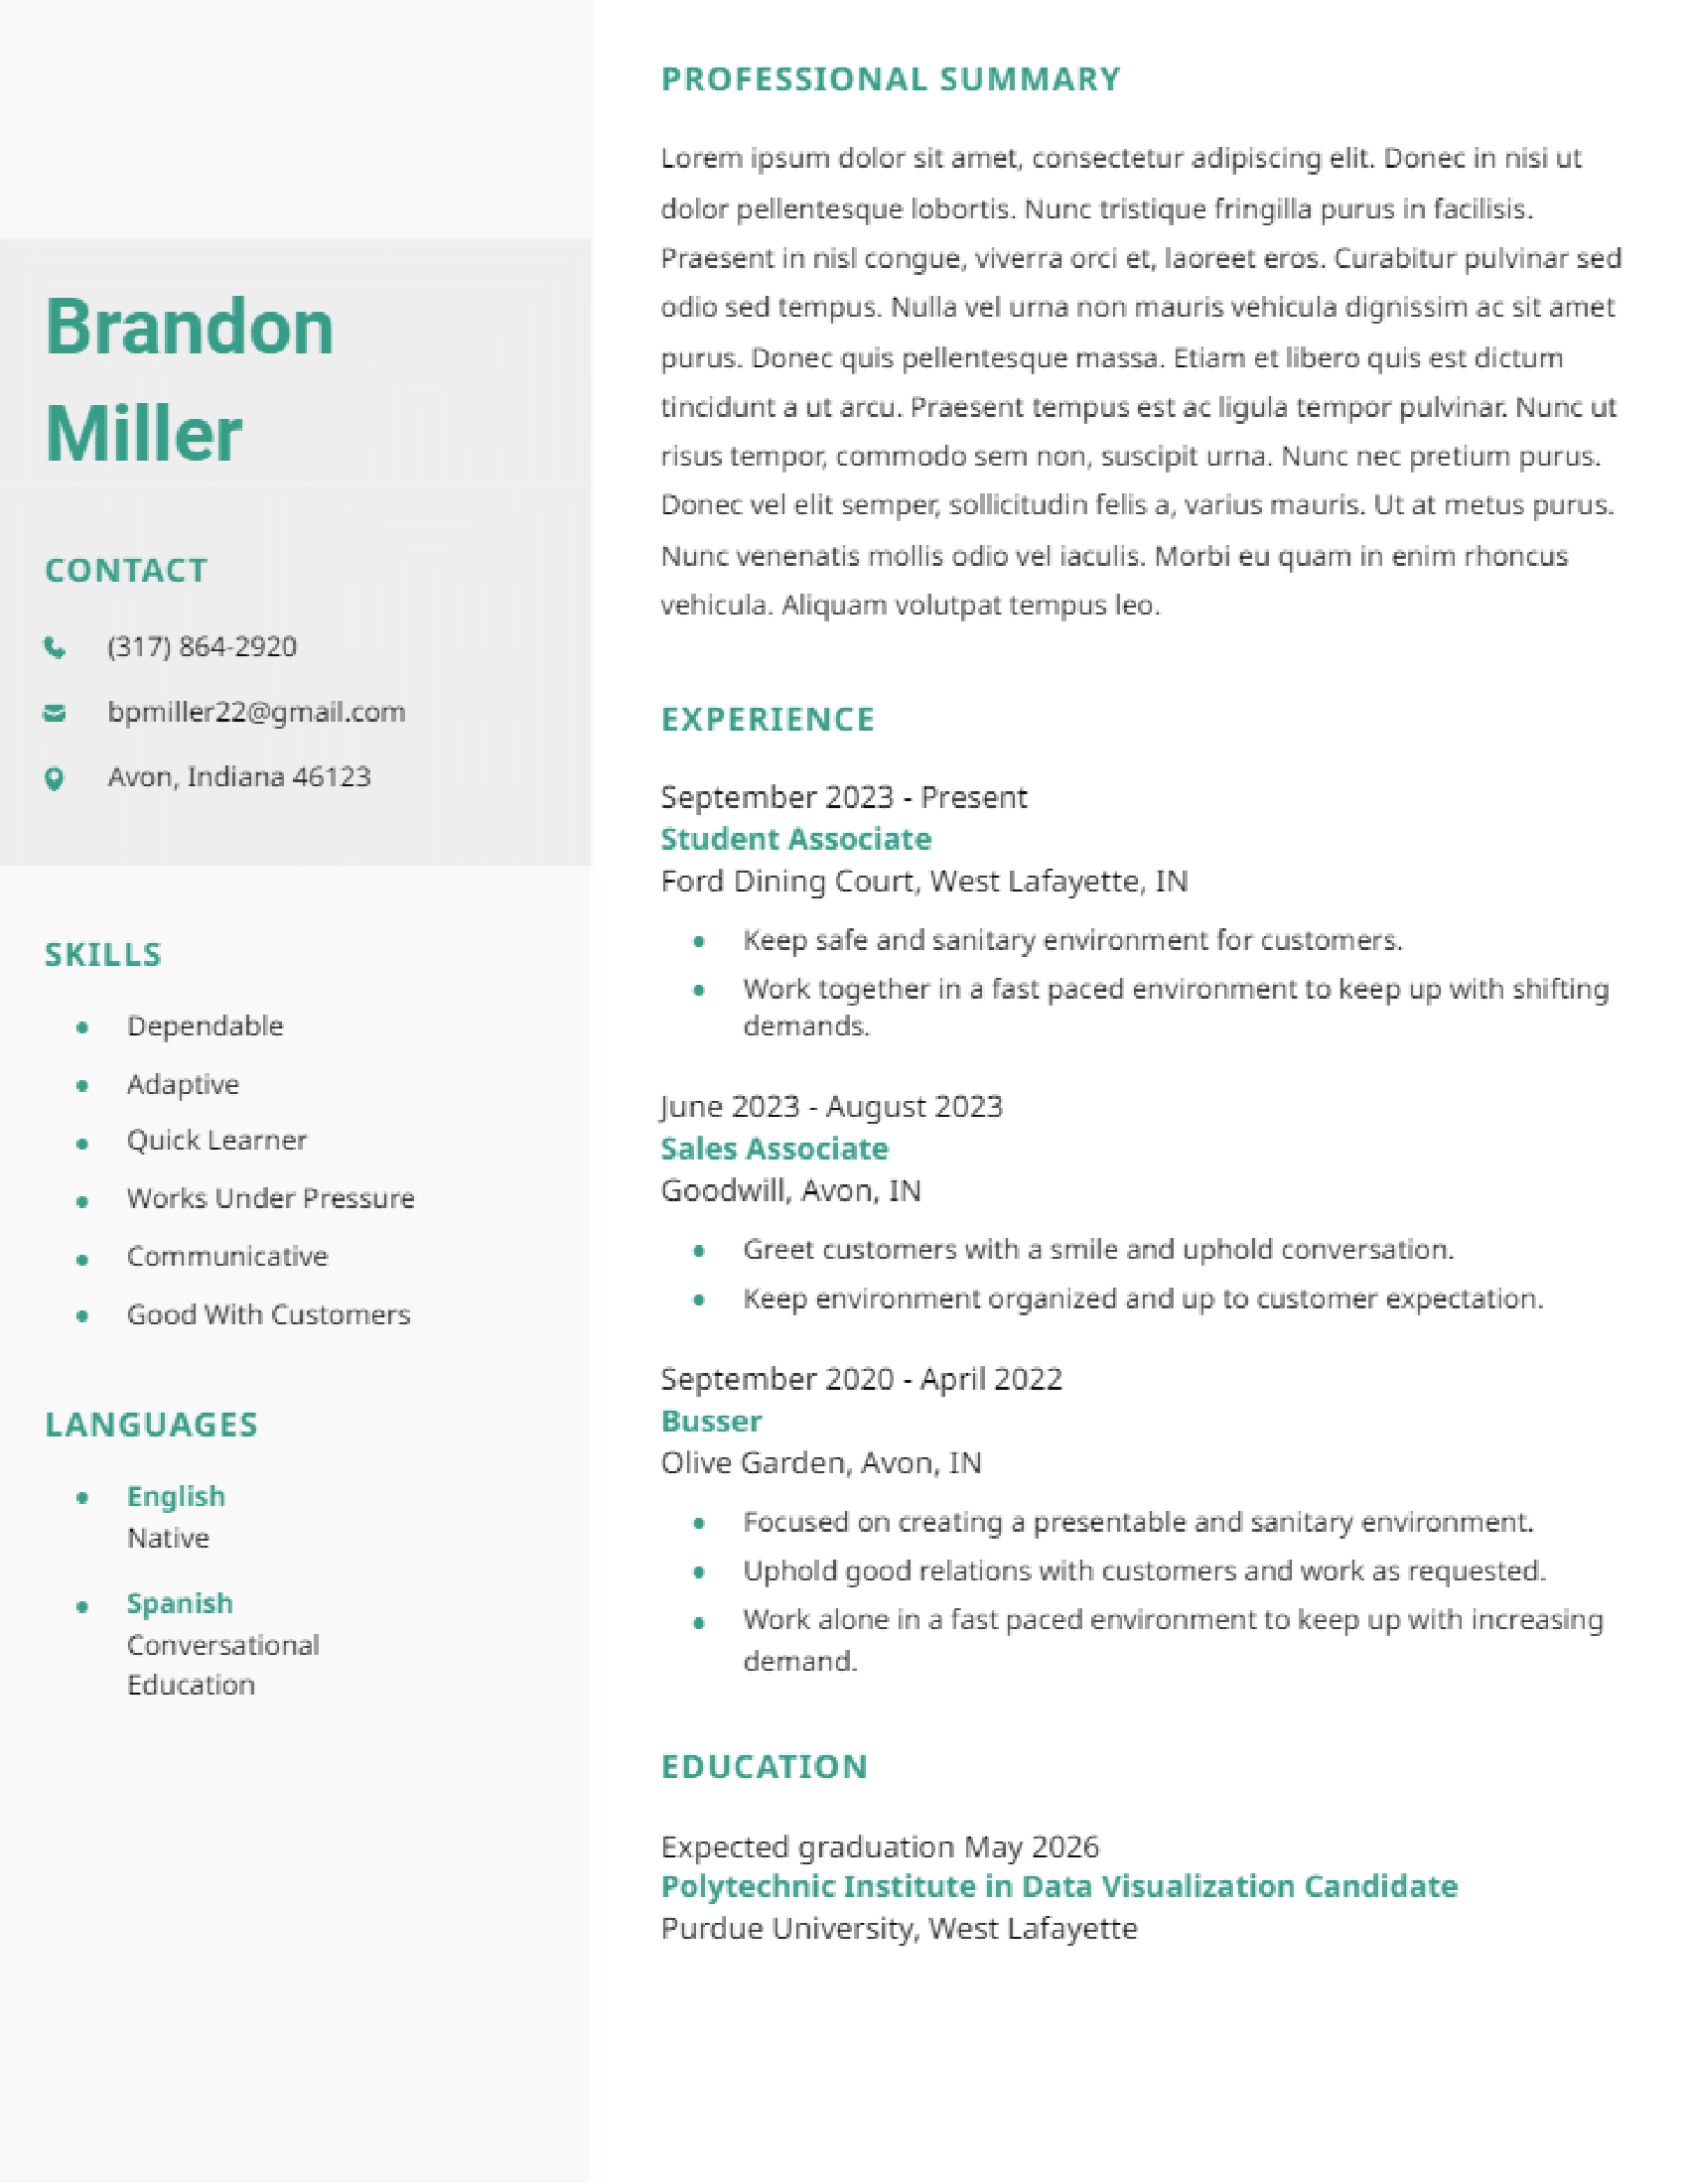 Brandon
Miller
CONTACT
(317) 864-2920
bpmiller22@gmail.com
Avon, Indiana 46123
SKILLS
Dependable
Adaptive
Quick Learner
Works Under Pressure
Communicative
Good With Customers
LANGUAGES
English
Native
Spanish
Conversational
Education
PROFESSIONAL SUMMARY
Lorem ipsum dolor sit amet, consectetur adipiscing elit. Donec in nisi ut
dolor pellentesque lobortis. Nunc tristique fringilla purus in facilisis.
Praesent in nisl congue, viverra orci et, laoreet eros. Curabitur pulvinar sed
odio sed tempus. Nulla vel urna non mauris vehicula dignissim ac sit amet
purus. Donec quis pellentesque massa. Etiam et libero quis est dictum
tincidunt a ut arcu. Praesent tempus est ac ligula tempor pulvinar. Nunc ut
risus tempor, commodo sem non, suscipit urna. Nunc nec pretium purus.
Donec vel elit semper, sollicitudin felis a, varius mauris. Ut at metus purus.
Nunc venenatis mollis odio vel iaculis. Morbi eu quam in enim rhoncus
vehicula. Aliquam volutpat tempus leo.
EXPERIENCE
September 2023 - Present
Student Associate
Ford Dining Court, West Lafayette, IN
Keep safe and sanitary environment for customers.
Work together in a fast paced environment to keep up with shifting
demands.
June 2023 - August 2023
Sales Associate
Goodwill, Avon, IN
Greet customers with a smile and uphold conversation.
Keep environment organized and up to customer expectation.
September 2020 - April 2022
Busser
Olive Garden, Avon, IN
Focused on creating a presentable and sanitary environment.
Uphold good relations with customers and work as requested.
Work alone in a fast paced environment to keep up with increasing
demand.
EDUCATION
Expected graduation May 2026
Polytechnic Institute in Data Visualization Candidate
Purdue University, West Lafayette